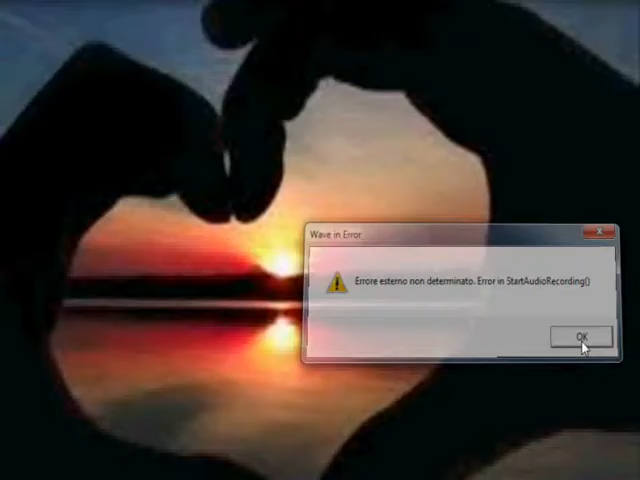 Wave in Error
Errore esterno non determinato. Error in StartAudioRecording()
OK